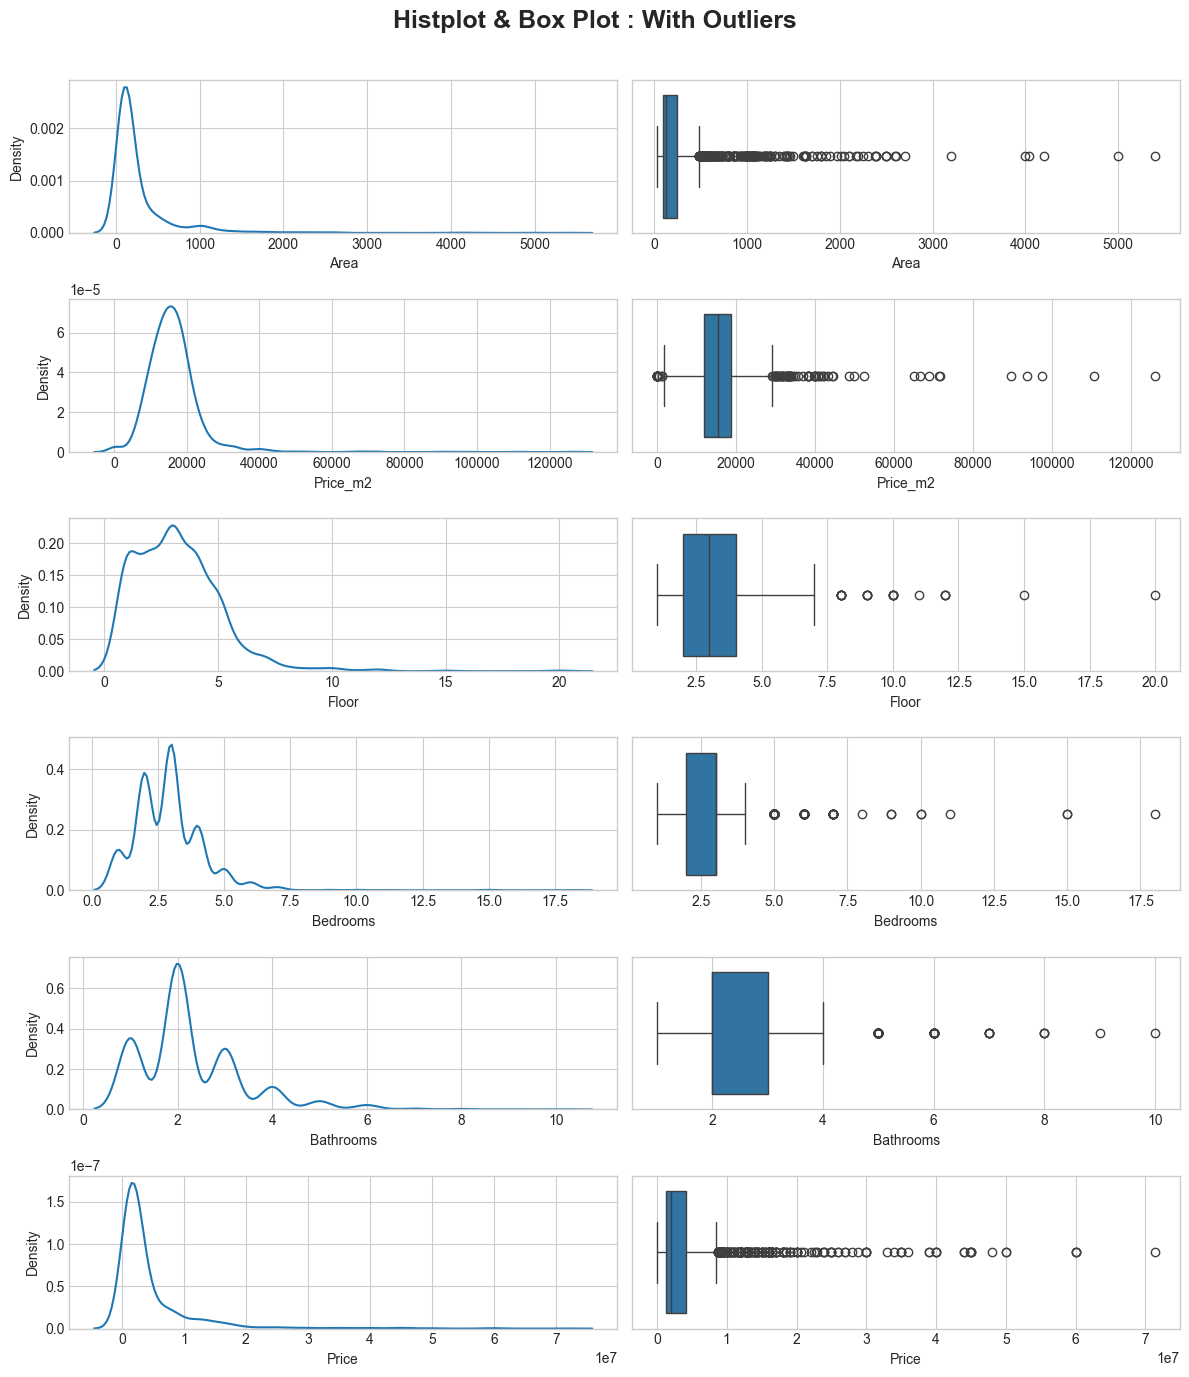 Histplot & Box Plot : With Outliers
Density
0.002
0.001
0.000
0 1000 2000 3000 4000 5000
Area
0 1000 2000 3000 4000 5000
Area
1e−5
Density
6
4
2
0
0 20000 40000 60000 80000 100000 120000
Price_m2
0 20000 40000 60000 80000 100000 120000
Price_m2
Density
0.20
0.15
0.10
0.05
0.00
0 5 10 15 20
Floor
2.5 5.0 7.5 10.0 12.5 15.0 17.5 20.0
Floor
Density
0.4
0.2
0.0
0.0 2.5 5.0 7.5 10.0 12.5 15.0 17.5
Bedrooms
2.5 5.0 7.5 10.0 12.5 15.0 17.5
Bedrooms
Density
0.6
0.4
0.2
0.0
0 2 4 6 8 10
Bathrooms
2 4 6 8 10
Bathrooms
1e−7
Density
1.5
1.0
0.5
0.0
0 1 2 3 4 5 6 7
Price
1e7
0 1 2 3 4 5 6 7
Price
1e7